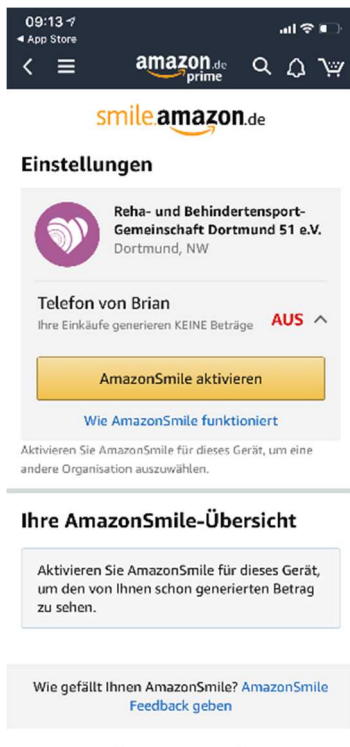 09:13
◀ App Store
amazon.de
prime
smile.amazon.de
Einstellungen
Reha- und Behindertensport-
Gemeinschaft Dortmund 51 e.V.
Dortmund, NW
Telefon von Brian
Ihre Einkäufe generieren KEINE Beträge
AUS
AmazonSmile aktivieren
Wie AmazonSmile funktioniert
Aktivieren Sie AmazonSmile für dieses Gerät, um eine
andere Organisation auszuwählen.
Ihre AmazonSmile-Übersicht
Aktivieren Sie AmazonSmile für dieses Gerät,
um den von Ihnen schon generierten Betrag
zu sehen.
Wie gefällt Ihnen AmazonSmile? AmazonSmile
Feedback geben